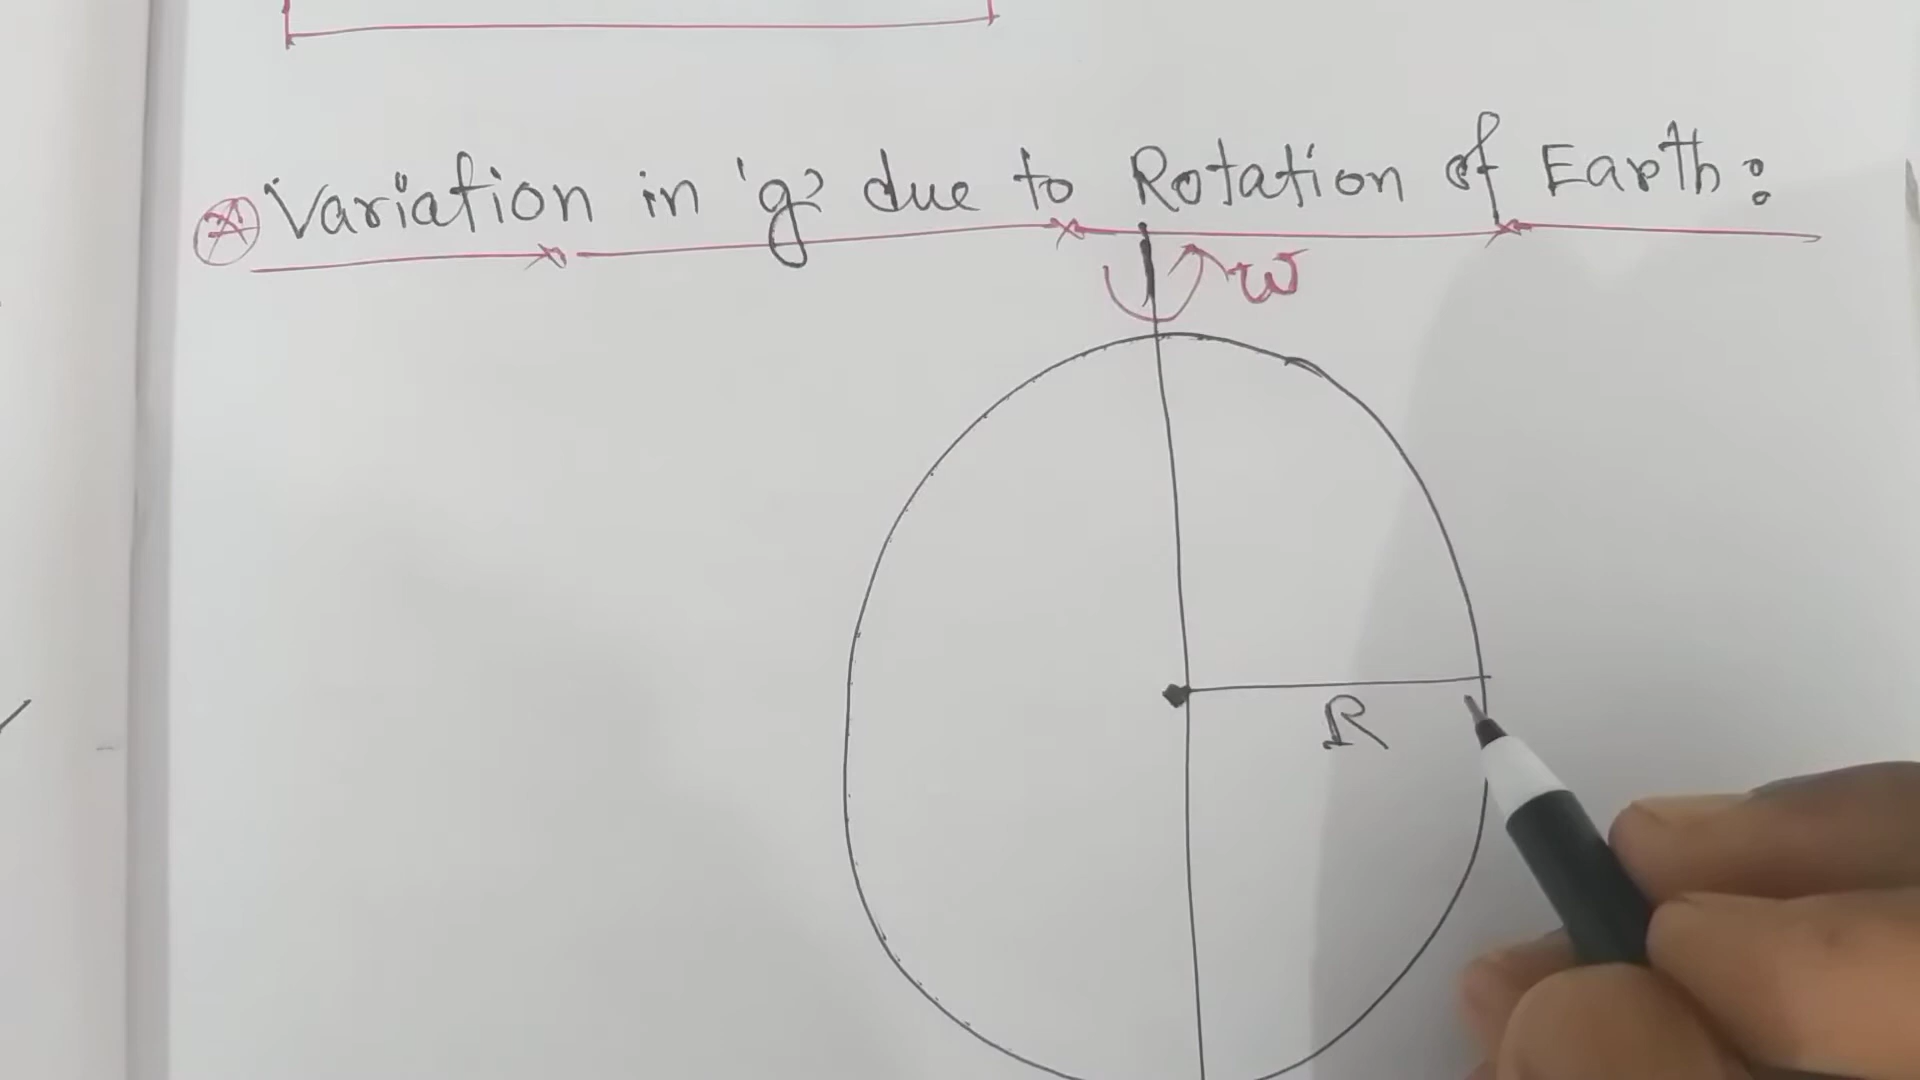 Variation in 'g' due to Rotation of Earth:
ω
R